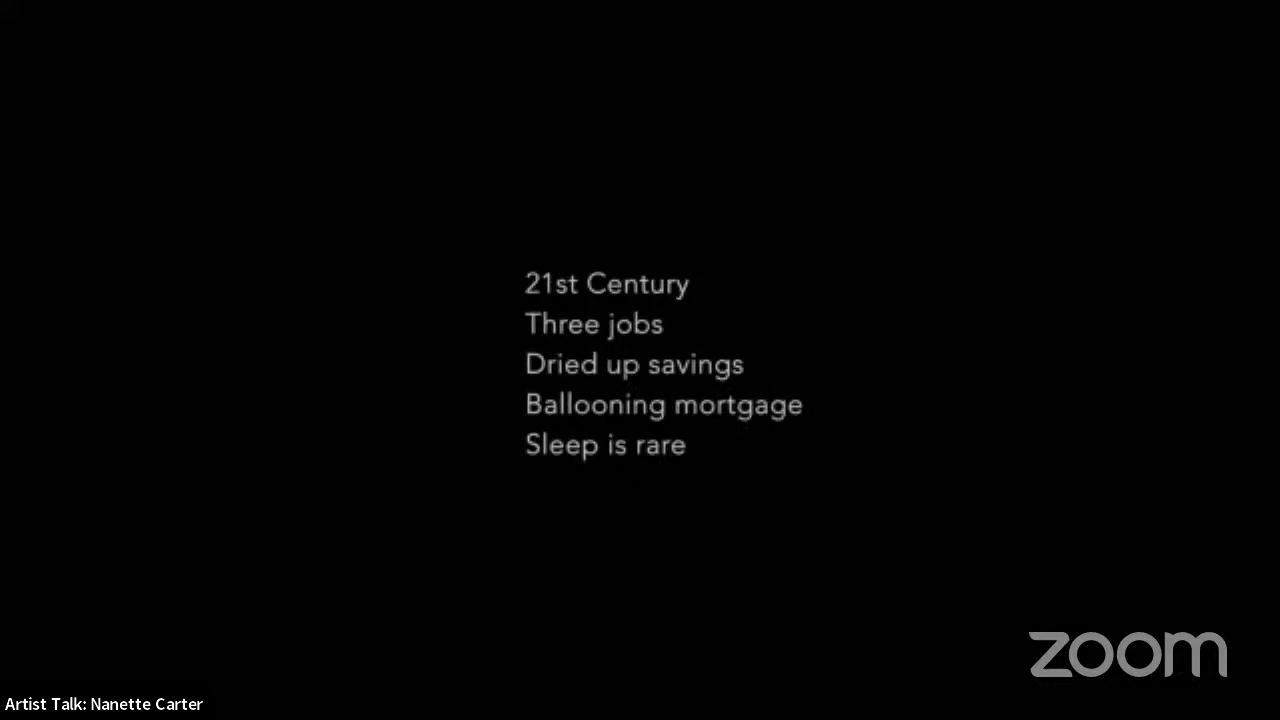 21st Century
Three jobs
Dried up savings
Ballooning mortgage
Sleep is rare
zoom
Artist Talk: Nanette Carter